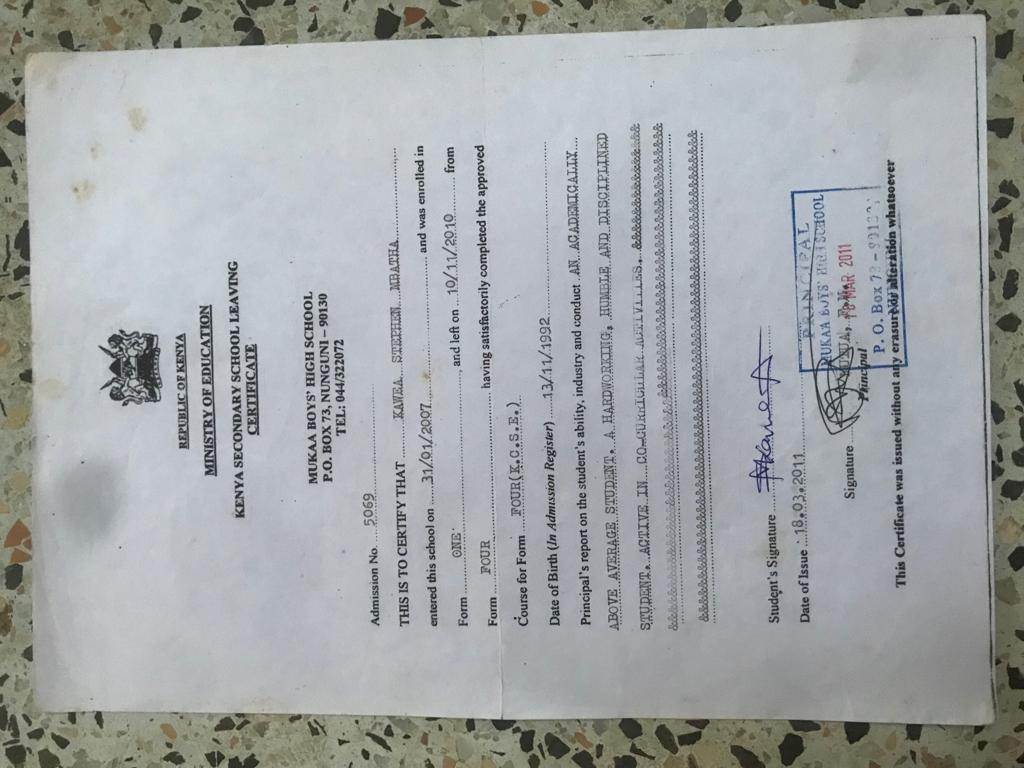 REPUBLIC OF KENYA
MINISTRY OF EDUCATION
KENYA SECONDARY SCHOOL LEAVING
CERTIFICATE
MUKAA BOYS' HIGH SCHOOL
P.O. BOX 73, NUNGUNI – 90130
TEL: 044/322072
Admission No. 5069
THIS IS TO CERTIFY THAT KAWEA STEPHEN MBATHA
entered this school on 31/01/2007 and was enrolled in
Form ONE, and left on 10/11/2010 from
Form FOUR having satisfactorily completed the approved
Course for Form FOUR(K.C.S.E.)
Date of Birth (In Admission Register) 13/11/1992
Principal's report on the student's ability, industry and conduct AN ACADEMICALLY
ABOVE AVERAGE STUDENT. A HARDWORKING, HUMBLE AND DISCIPLINED
STUDENT. ACTIVE IN CO-CURRICULAR ACTIVITIES.
Student's Signature
Date of Issue 18.03.2011
PRINCIPAL
MUKAA BOYS' HIGH SCHOOL
MAR 2011
P. O. Box 73
Signature
Principal
This Certificate was issued without any erasure or alteration whatsoever